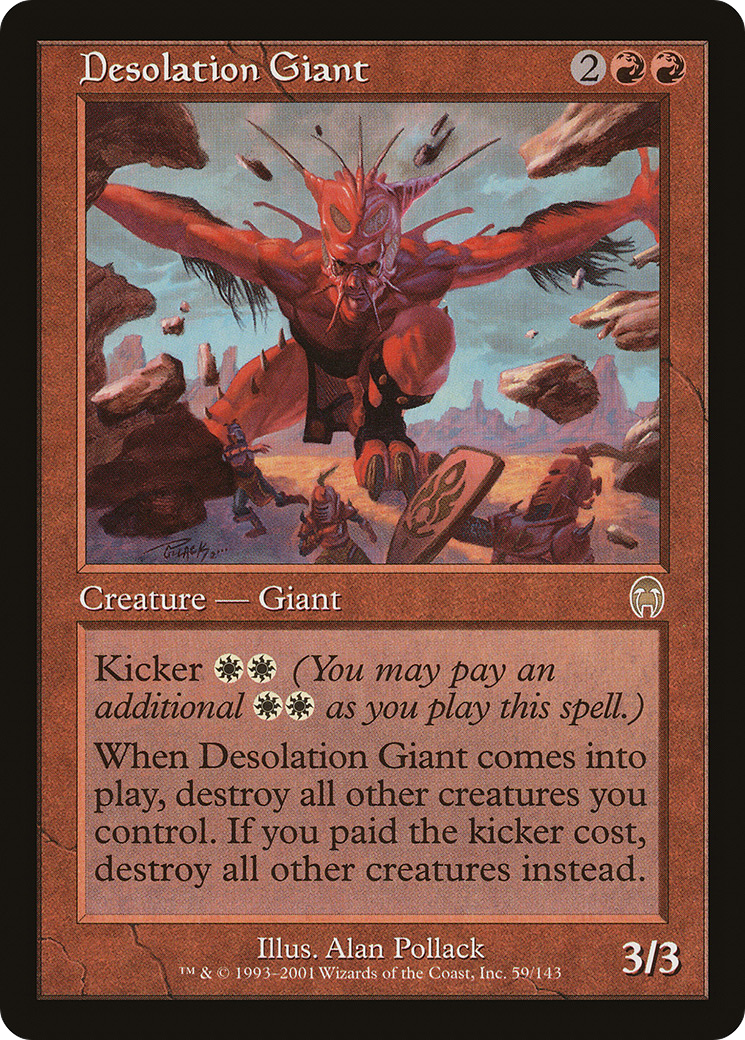 Desolation Giant 2
Creature — Giant
Kicker (You may pay an
additional as you play this spell.)
When Desolation Giant comes into
play, destroy all other creatures you
control. If you paid the kicker cost,
destroy all other creatures instead.
Illus. Alan Pollack
™ & © 1993–2001 Wizards of the Coast, Inc. 59/143
3/3